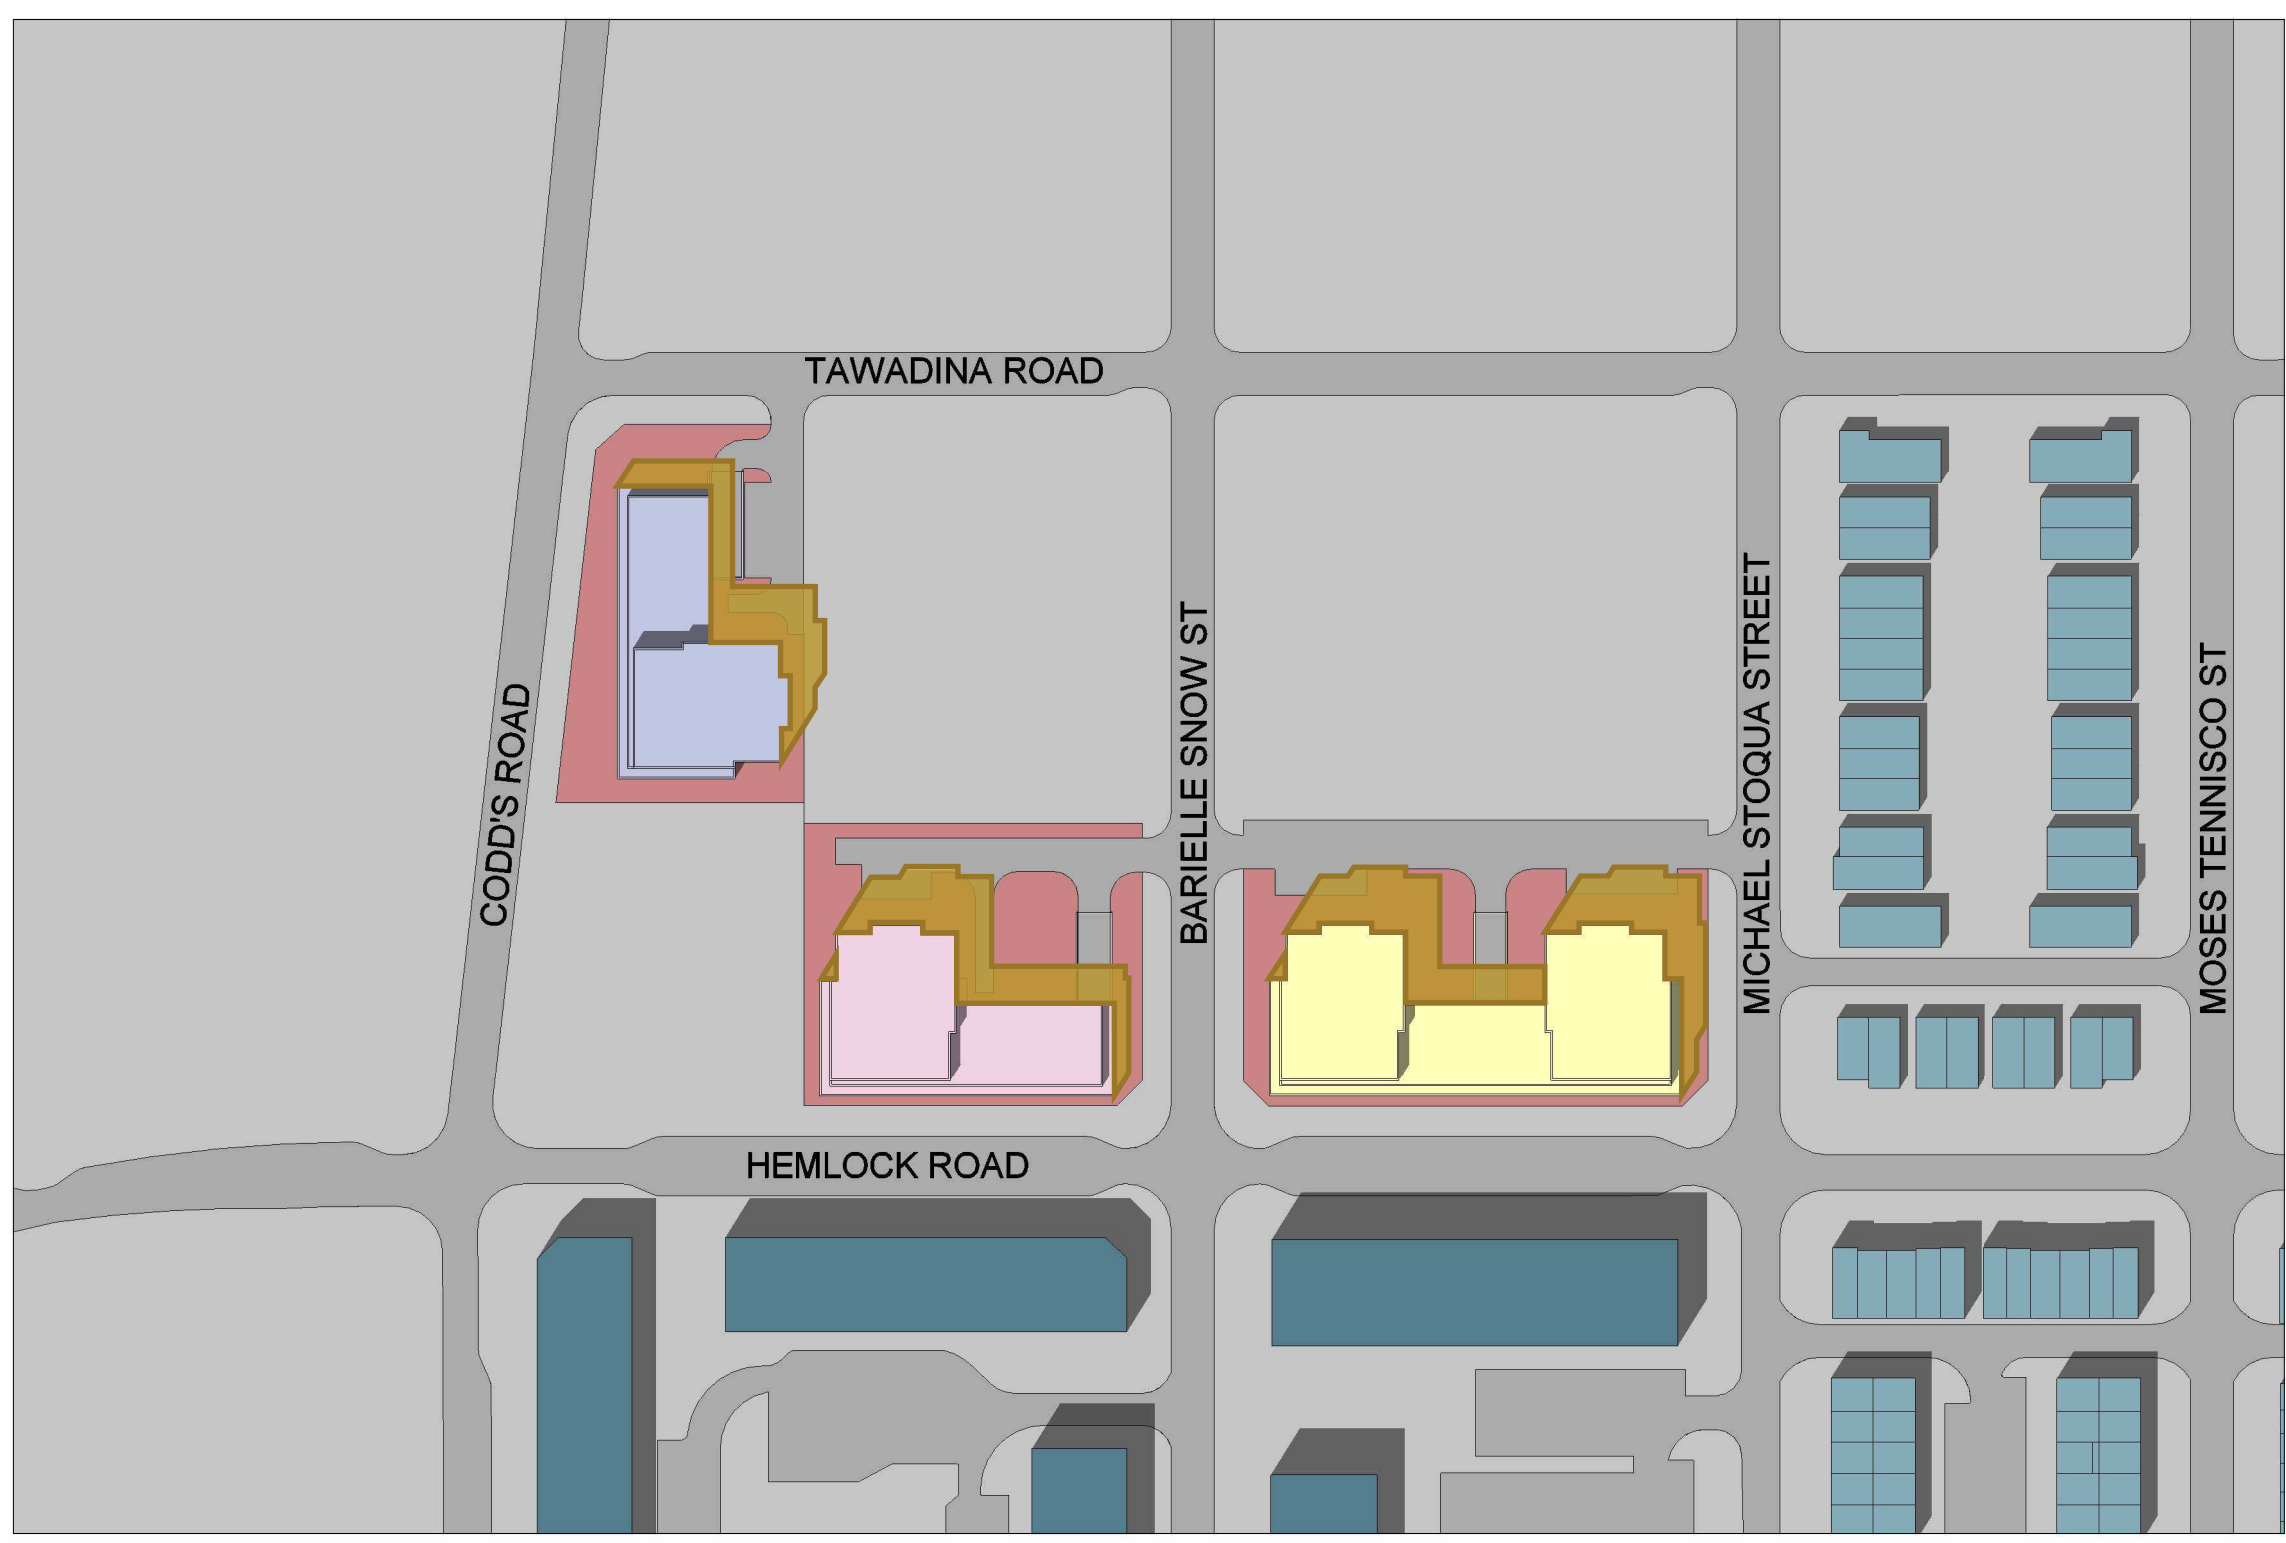 TAWADINA ROAD
CODD'S ROAD
BARIELLE SNOW ST
MICHAEL STOQUA STREET
MOSES TENNISCO ST
HEMLOCK ROAD